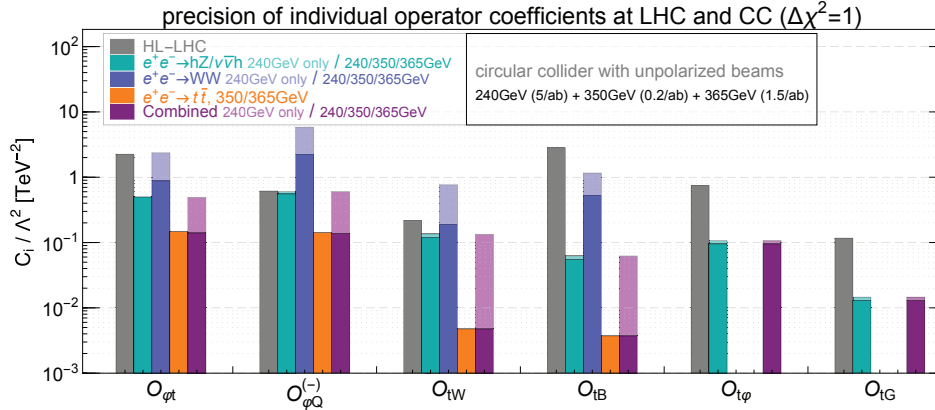 precision of individual operator coefficients at LHC and CC (Δχ²=1)
HL-LHC
e⁺e⁻→hZ/νν̄h 240GeV only / 240/350/365GeV
e⁺e⁻→WW 240GeV only / 240/350/365GeV
e⁺e⁻→tt̄, 350/365GeV
Combined 240GeV only / 240/350/365GeV
circular collider with unpolarized beams
240GeV (5/ab) + 350GeV (0.2/ab) + 365GeV (1.5/ab)
C_i / Λ² [TeV⁻²]
10²
10
1
10⁻¹
10⁻²
10⁻³
O_φt O_φQ^(-) O_tW O_tB O_tφ O_tG